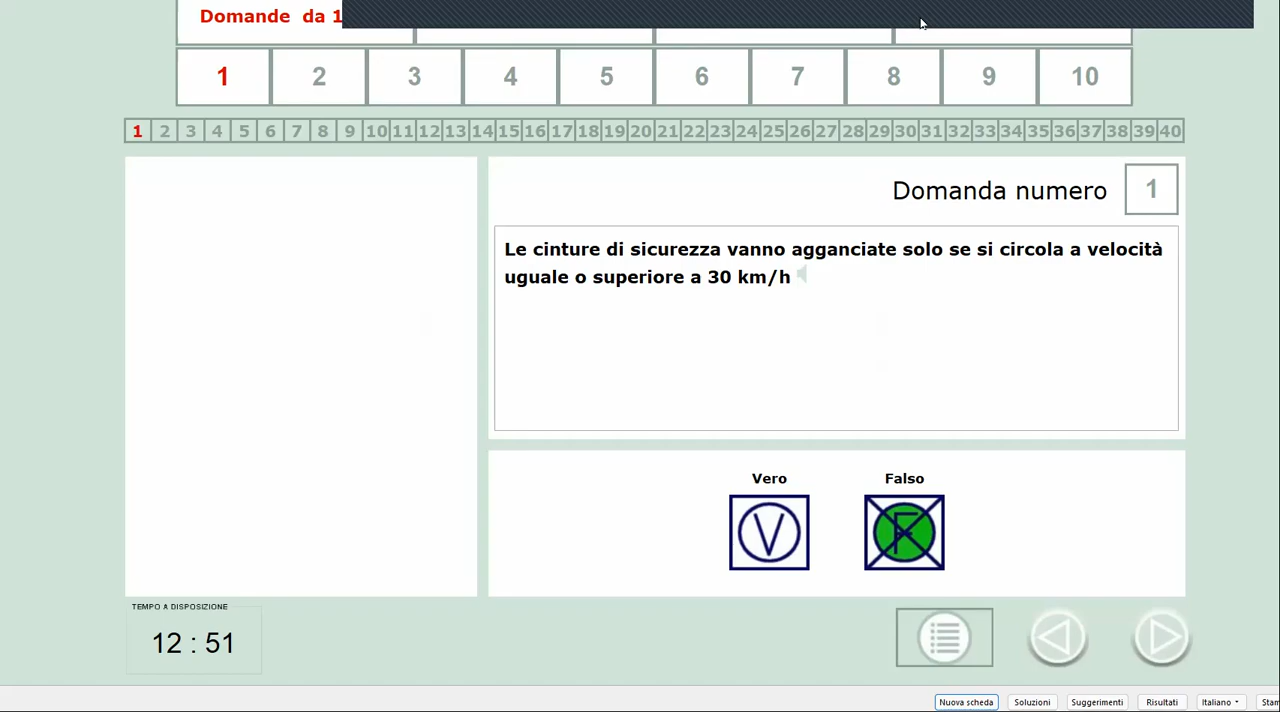 Domande da 1
1 2 3 4 5 6 7 8 9 10
1 2 3 4 5 6 7 8 9 10 11 12 13 14 15 16 17 18 19 20 21 22 23 24 25 26 27 28 29 30 31 32 33 34 35 36 37 38 39 40
Domanda numero 1
Le cinture di sicurezza vanno agganciate solo se si circola a velocità
uguale o superiore a 30 km/h
Vero Falso
V F
TEMPO A DISPOSIZIONE
12 : 51
Nuova scheda Soluzioni Suggerimenti Risultati Italiano